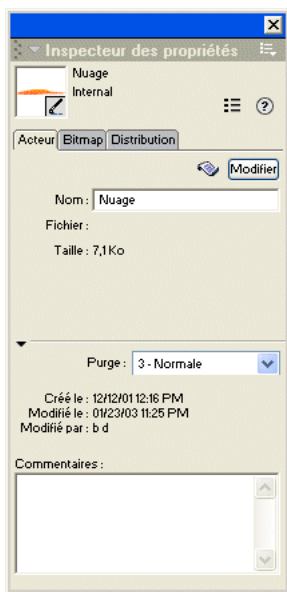 Inspecteur des propriétés
Nuage
Internal
Acteur Bitmap Distribution
Modifier
Nom : Nuage
Fichier :
Taille : 7,1 Ko
Purge : 3 - Normale
Créé le : 12/12/01 12:16 PM
Modifié le : 01/23/03 11:25 PM
Modifié par : b d
Commentaires :